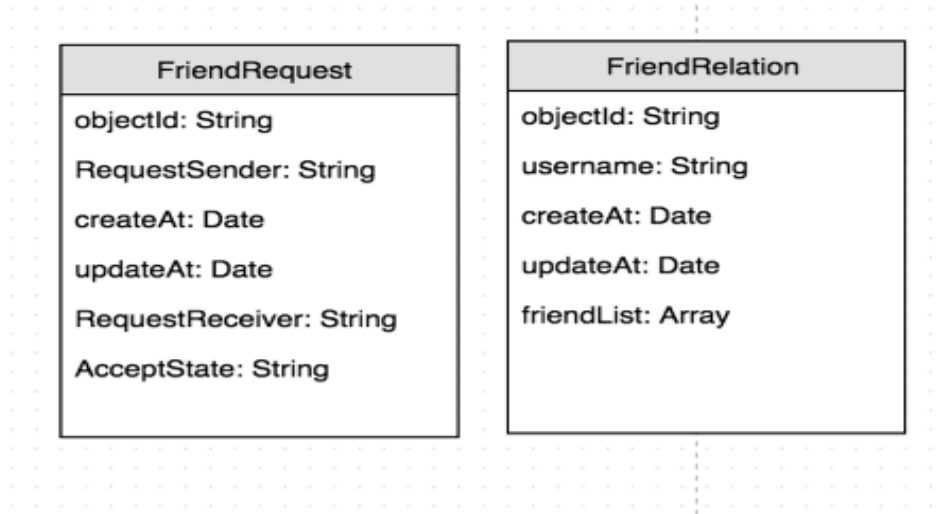 FriendRequest
objectId: String
RequestSender: String
createAt: Date
updateAt: Date
RequestReceiver: String
AcceptState: String
FriendRelation
objectId: String
username: String
createAt: Date
updateAt: Date
friendList: Array